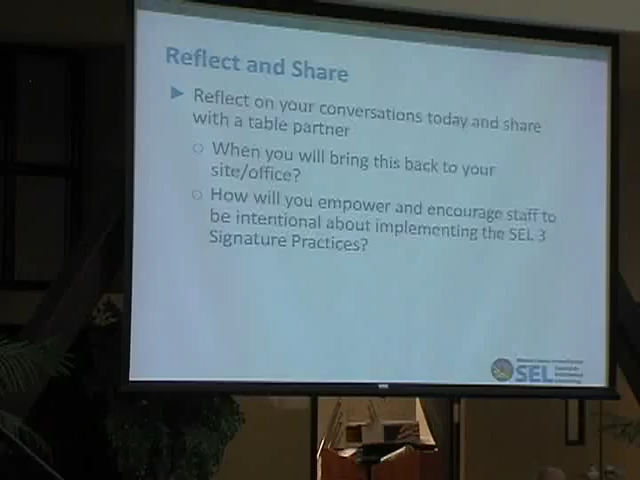 Reflect and Share
Reflect on your conversations today and share
with a table partner
When you will bring this back to your
site/office?
How will you empower and encourage staff to
be intentional about implementing the SEL 3
Signature Practices?
SEL